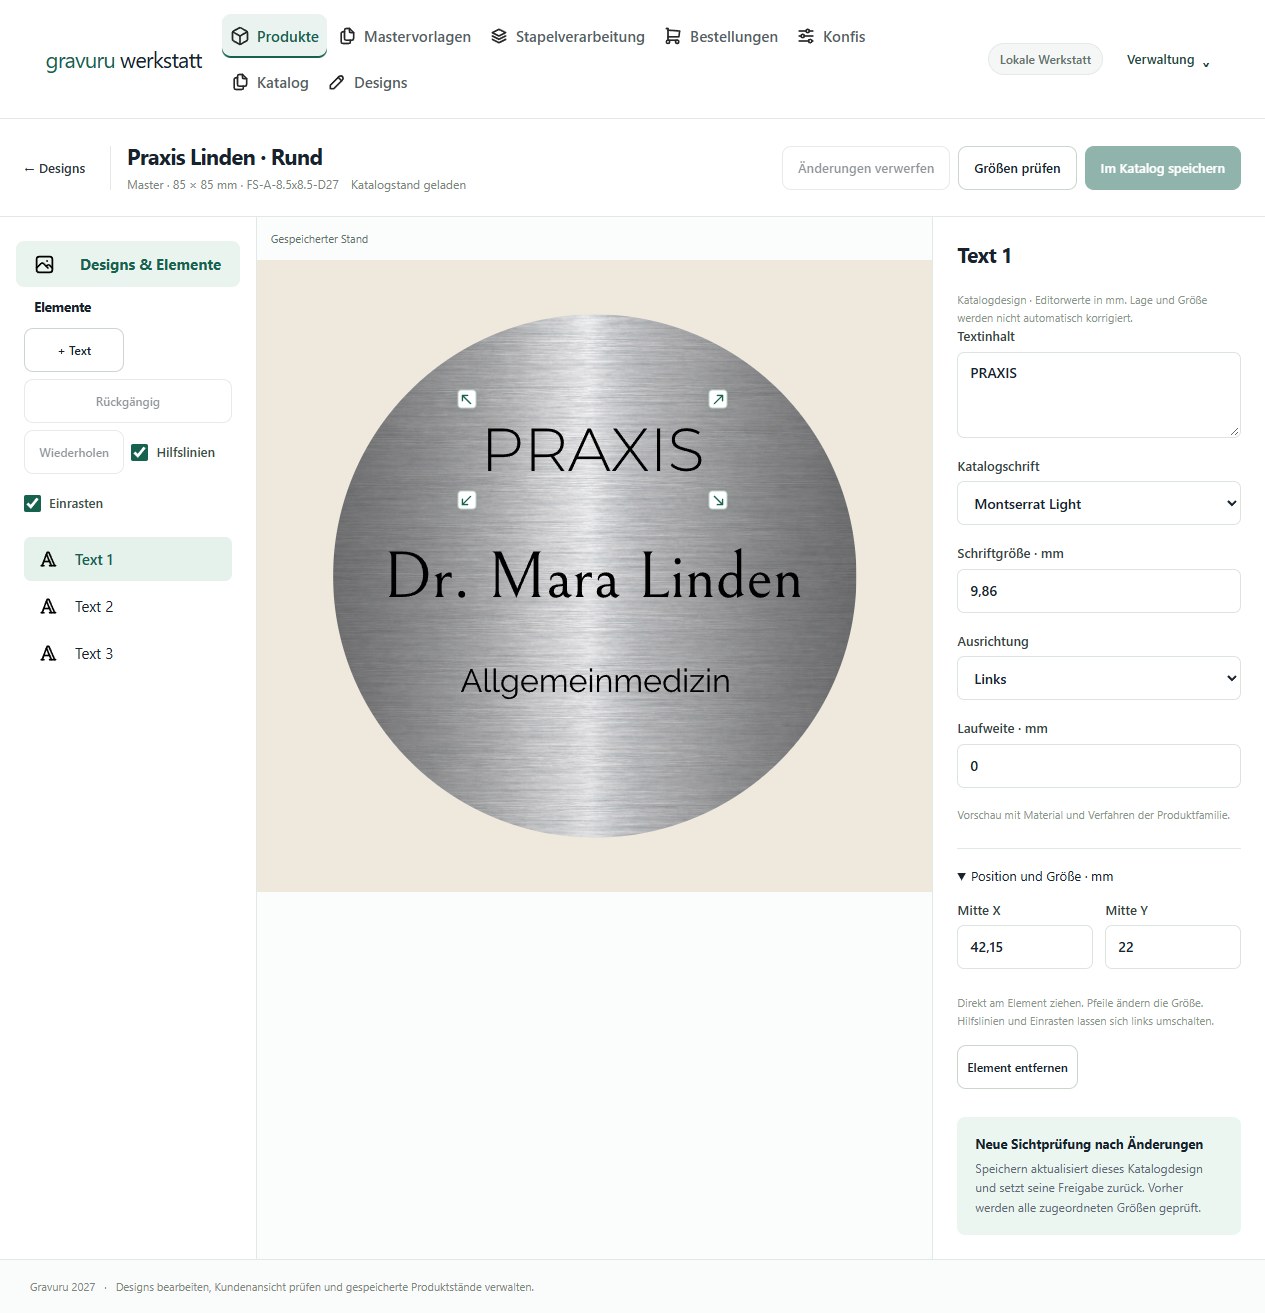 gravuru werkstatt
Produkte
Mastervorlagen
Stapelverarbeitung
Bestellungen
Konfis
Katalog
Designs
Lokale Werkstatt
Verwaltung
← Designs
Praxis Linden · Rund
Master · 85 × 85 mm · FS-A-8.5x8.5-D27 Katalogstand geladen
Änderungen verwerfen
Größen prüfen
Im Katalog speichern
Designs & Elemente
Elemente
+ Text
Rückgängig
Wiederholen
Hilfslinien
Einrasten
Text 1
Text 2
Text 3
Gespeicherter Stand
PRAXIS
Dr. Mara Linden
Allgemeinmedizin
Text 1
Katalogdesign · Editorwerte in mm. Lage und Größe
werden nicht automatisch korrigiert.
Textinhalt
PRAXIS
Katalogschrift
Montserrat Light
Schriftgröße · mm
9,86
Ausrichtung
Links
Laufweite · mm
0
Vorschau mit Material und Verfahren der Produktfamilie.
▼ Position und Größe · mm
Mitte X
Mitte Y
42,15
22
Direkt am Element ziehen. Pfeile ändern die Größe.
Hilfslinien und Einrasten lassen sich links umschalten.
Element entfernen
Neue Sichtprüfung nach Änderungen
Speichern aktualisiert dieses Katalogdesign
und setzt seine Freigabe zurück. Vorher
werden alle zugeordneten Größen geprüft.
Gravuru 2027 · Designs bearbeiten, Kundenansicht prüfen und gespeicherte Produktstände verwalten.